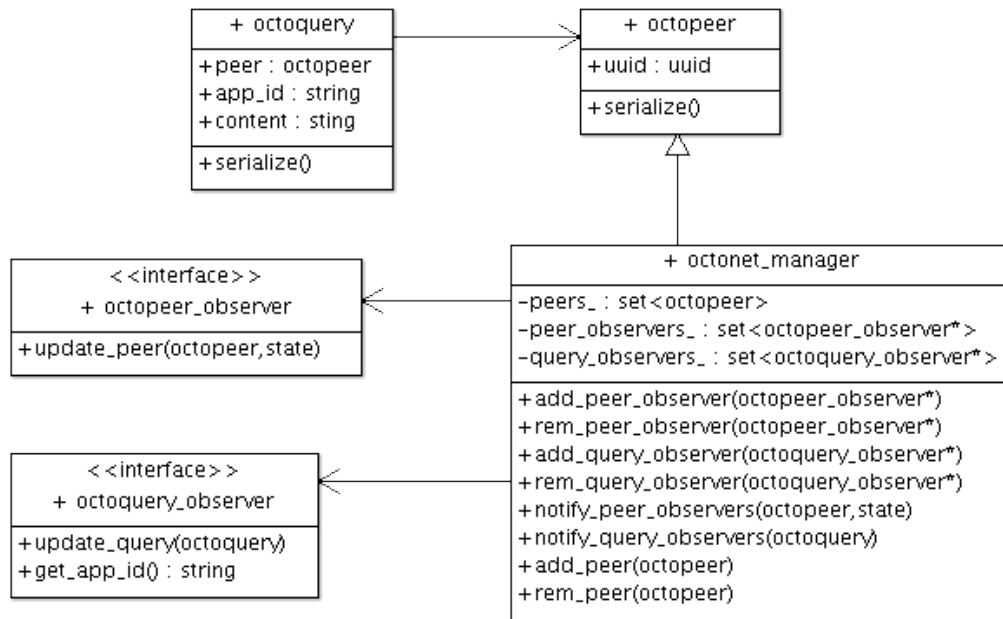 + octoquery
+peer : octopeer
+app_id : string
+content : sting
+serialize()
+ octopeer
+uuid : uuid
+serialize()
<<interface>>
+ octopeer_observer
+update_peer(octopeer,state)
<<interface>>
+ octoquery_observer
+update_query(octoquery)
+get_app_id() : string
+ octonet_manager
-peers_ : set<octopeer>
-peer_observers_ : set<octopeer_observer*>
-query_observers_ : set<octoquery_observer*>
+add_peer_observer(octopeer_observer*)
+rem_peer_observer(octopeer_observer*)
+add_query_observer(octoquery_observer*)
+rem_query_observer(octoquery_observer*)
+notify_peer_observers(octopeer,state)
+notify_query_observers(octoquery)
+add_peer(octopeer)
+rem_peer(octopeer)